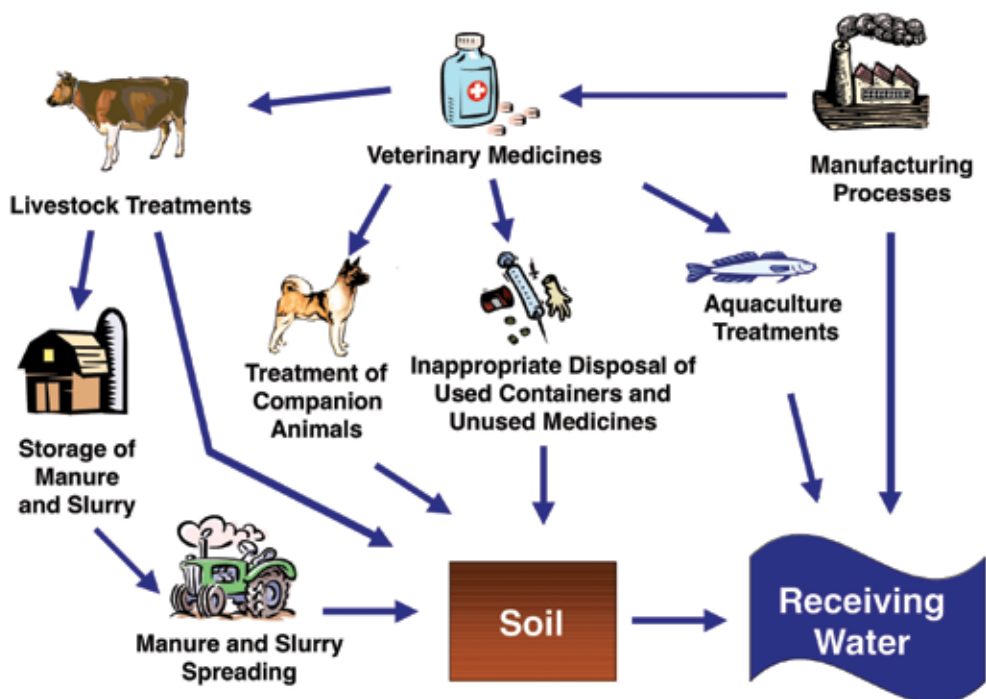 Veterinary Medicines
Manufacturing
Processes
Livestock Treatments
Aquaculture
Treatments
Treatment of
Companion
Animals
Inappropriate Disposal of
Used Containers and
Unused Medicines
Storage of
Manure
and Slurry
Manure and Slurry
Spreading
Soil
Receiving
Water